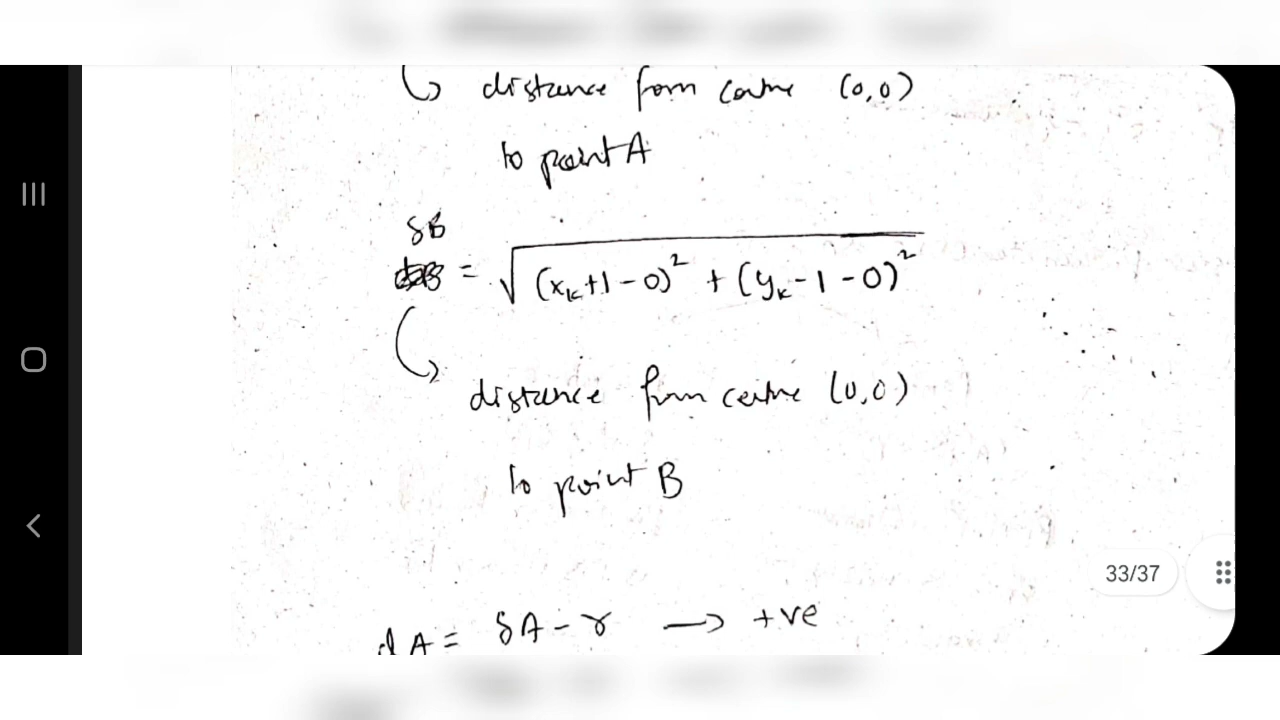 ↳ distance from centre (0,0)
to point A
δB
= √((xₖ+1-0)² + (yₖ-1-0)²)
↳ distance from centre (0,0)
to point B
33/37
dA = δA - r → +ve